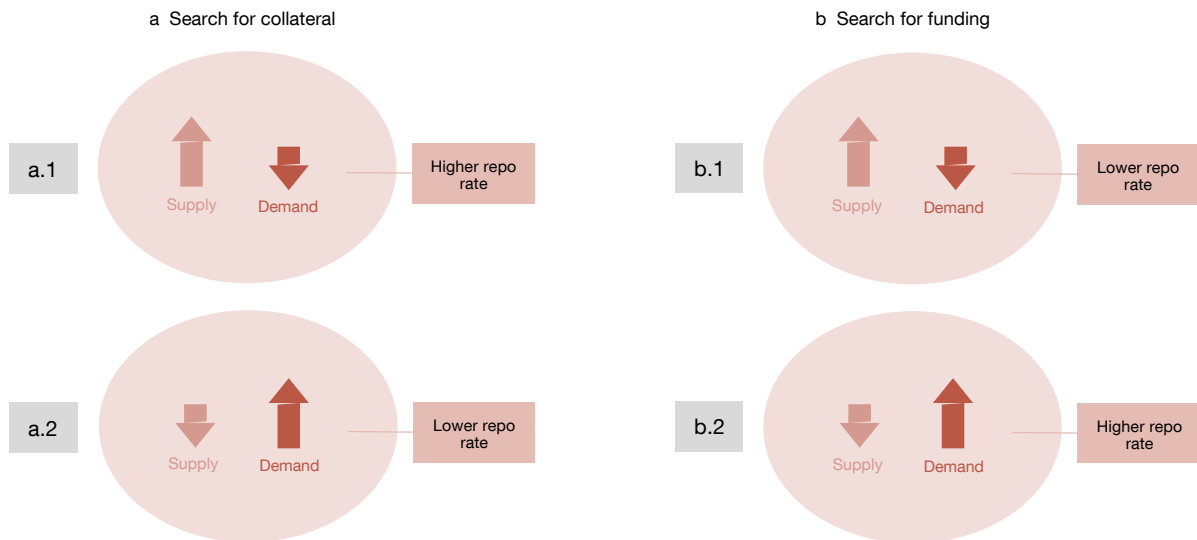 a Search for collateral
a.1
Supply
Demand
Higher repo
rate
a.2
Supply
Demand
Lower repo
rate
b Search for funding
b.1
Supply
Demand
Lower repo
rate
b.2
Supply
Demand
Higher repo
rate